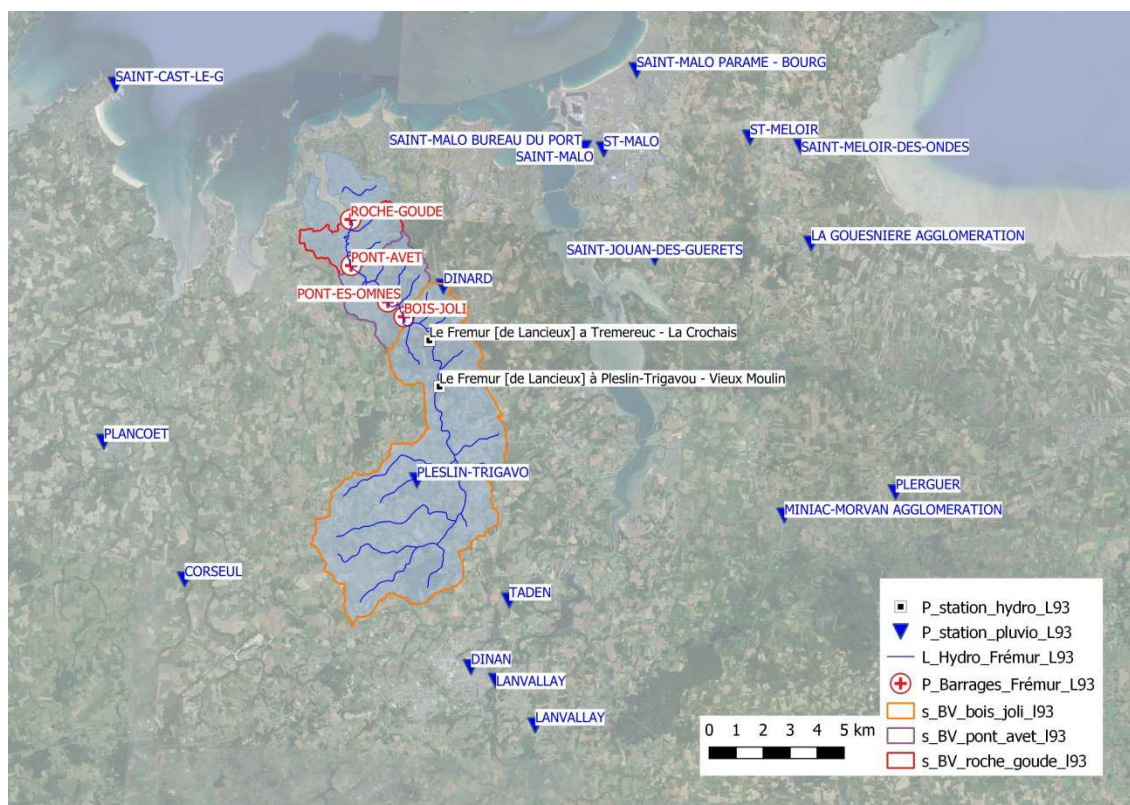 SAINT-MALO PARAME - BOURG
SAINT-CAST-LE-G
ST-MELOIR
SAINT-MALO BUREAU DU PORT
ST-MALO
SAINT-MELOIR-DES-ONDES
SAINT-MALO
ROCHE-GOUDE
LA GOUESNIERE AGGLOMERATION
SAINT-JOUAN-DES-GUERETS
PONT-AVET
DINARD
PONT-ES-OMNES
BOIS-JOLI
Le Fremur [de Lancieux] a Tremereuc - La Crochais
Le Fremur [de Lancieux] à Pleslin-Trigavou - Vieux Moulin
PLANCOET
PLESLIN-TRIGAVO
PLERGUER
MINIAC-MORVAN AGGLOMERATION
CORSEUL
TADEN
DINAN
LANVALLAY
LANVALLAY
P_station_hydro_L93
P_station_pluvio_L93
L_Hydro_Frémur_L93
P_Barrages_Frémur_L93
s_BV_bois_joli_l93
s_BV_pont_avet_l93
s_BV_roche_goude_l93
0 1 2 3 4 5 km